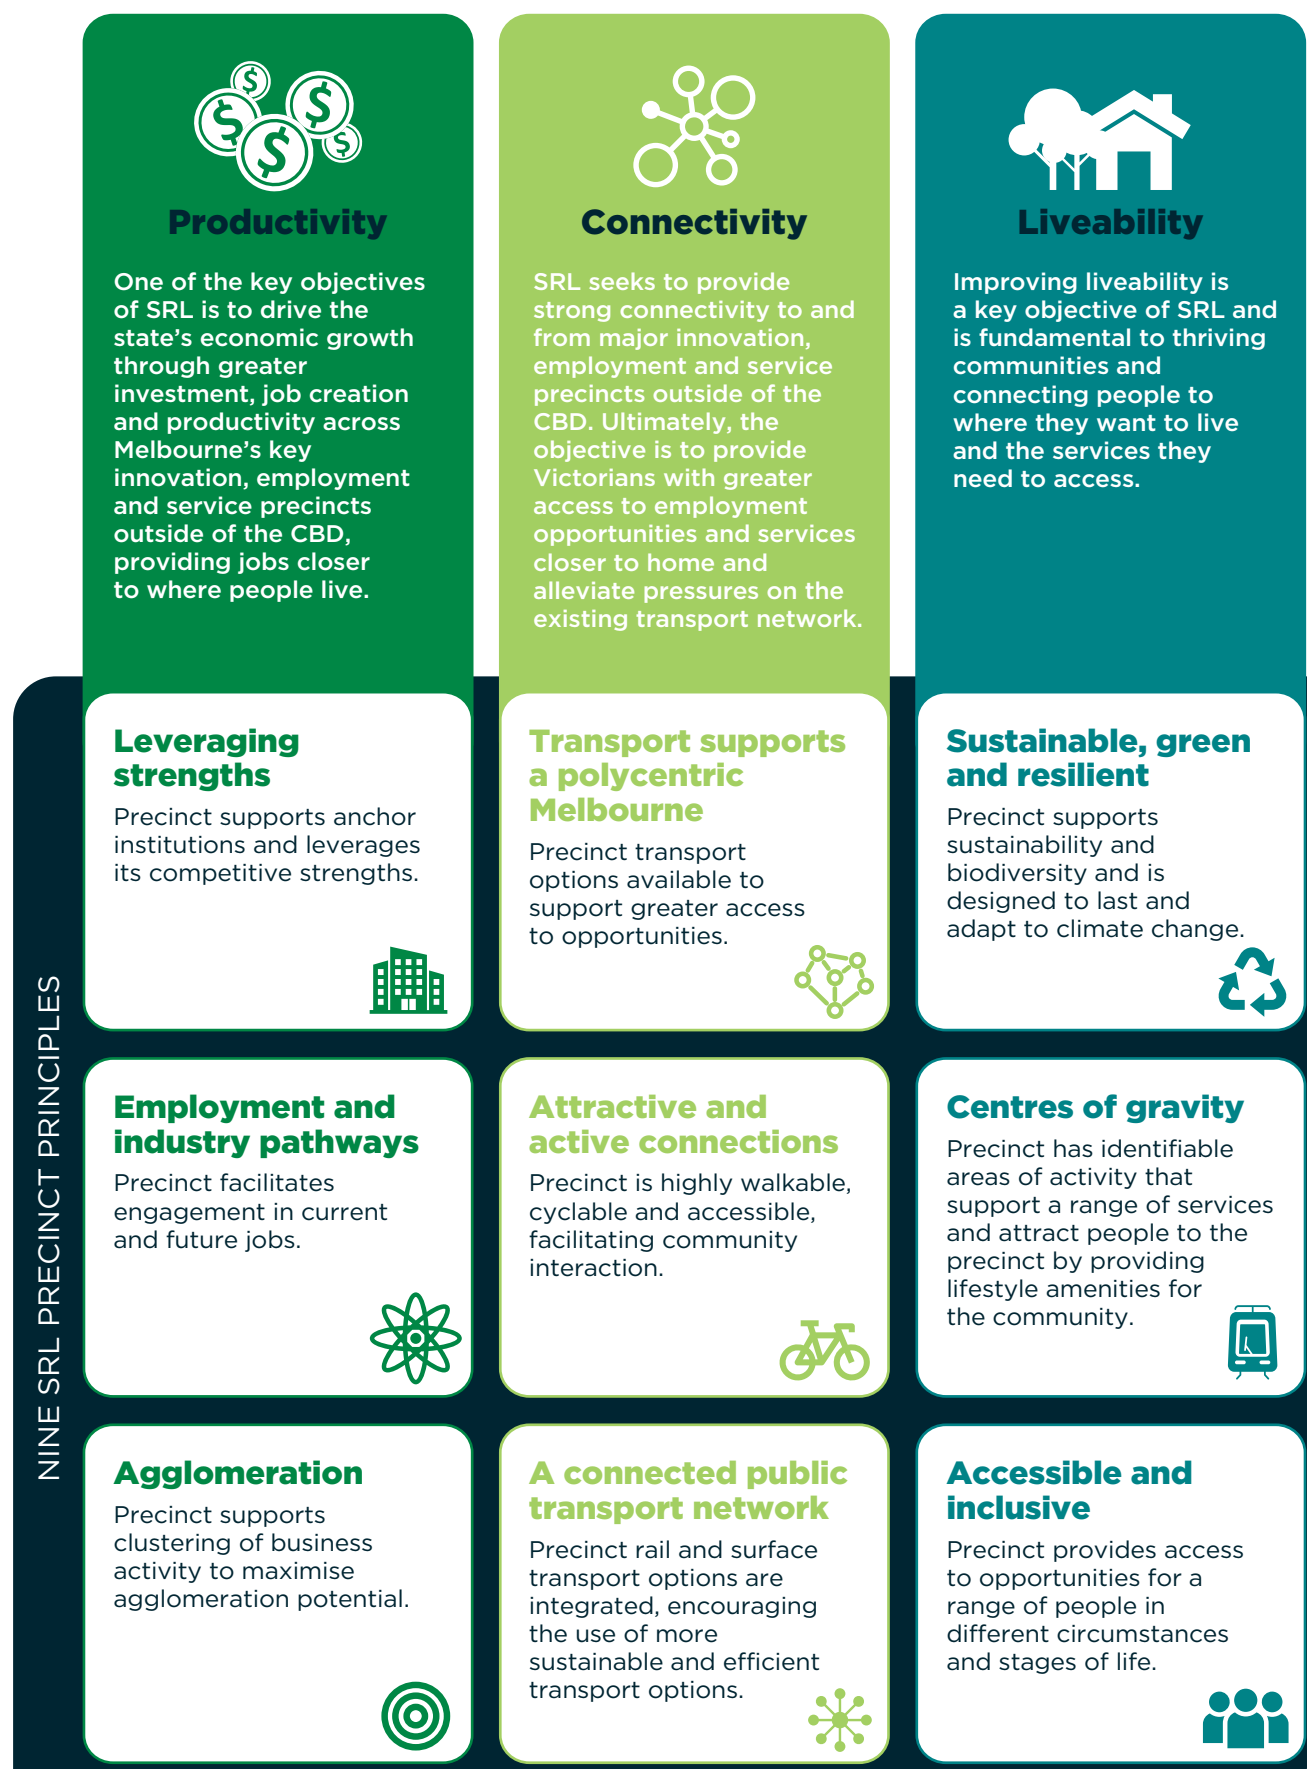 Productivity
One of the key objectives
of SRL is to drive the
state's economic growth
through greater
investment, job creation
and productivity across
Melbourne's key
innovation, employment
and service precincts
outside of the CBD,
providing jobs closer
to where people live.
Connectivity
SRL seeks to provide
strong connectivity to and
from major innovation,
employment and service
precincts outside of the
CBD. Ultimately, the
objective is to provide
Victorians with greater
access to employment
opportunities and services
closer to home and
alleviate pressures on the
existing transport network.
Liveability
Improving liveability is
a key objective of SRL and
is fundamental to thriving
communities and
connecting people to
where they want to live
and the services they
need to access.
NINE SRL PRECINCT PRINCIPLES
Leveraging
strengths
Precinct supports anchor
institutions and leverages
its competitive strengths.
Transport supports
a polycentric
Melbourne
Precinct transport
options available to
support greater access
to opportunities.
Sustainable, green
and resilient
Precinct supports
sustainability and
biodiversity and is
designed to last and
adapt to climate change.
Employment and
industry pathways
Precinct facilitates
engagement in current
and future jobs.
Attractive and
active connections
Precinct is highly walkable,
cyclable and accessible,
facilitating community
interaction.
Centres of gravity
Precinct has identifiable
areas of activity that
support a range of services
and attract people to the
precinct by providing
lifestyle amenities for
the community.
Agglomeration
Precinct supports
clustering of business
activity to maximise
agglomeration potential.
A connected public
transport network
Precinct rail and surface
transport options are
integrated, encouraging
the use of more
sustainable and efficient
transport options.
Accessible and
inclusive
Precinct provides access
to opportunities for a
range of people in
different circumstances
and stages of life.